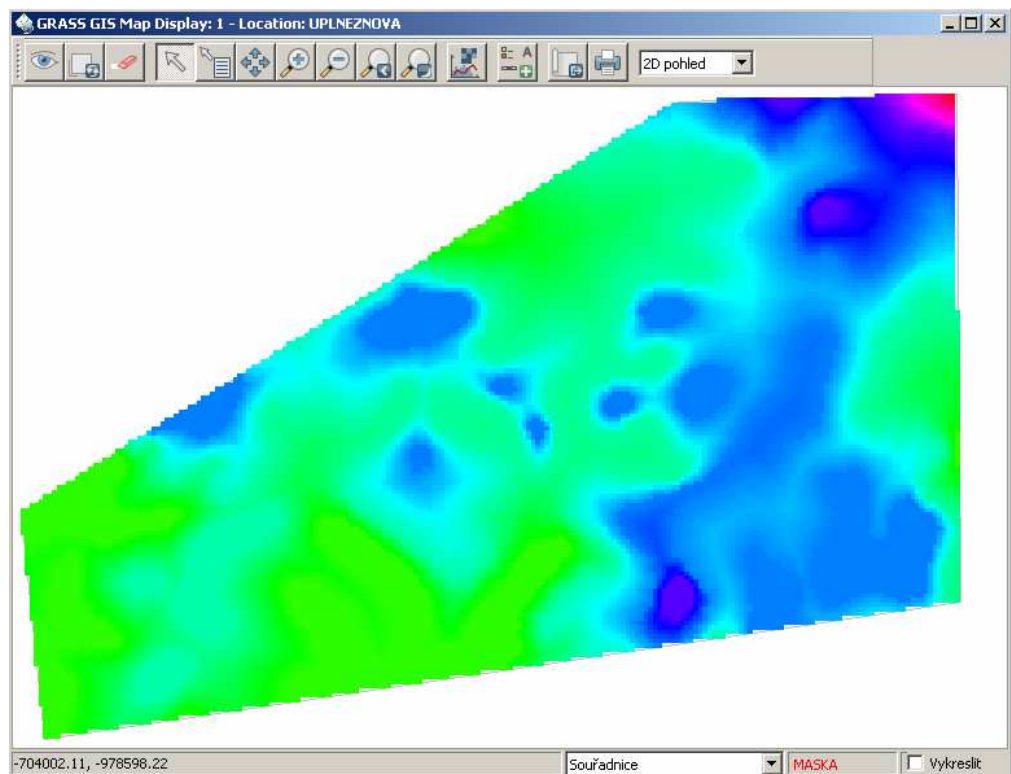 GRASS GIS Map Display: 1 - Location: UPLNEZNOVA
2D pohled
-704002.11, -978598.22 Souřadnice MASKA Vykreslit